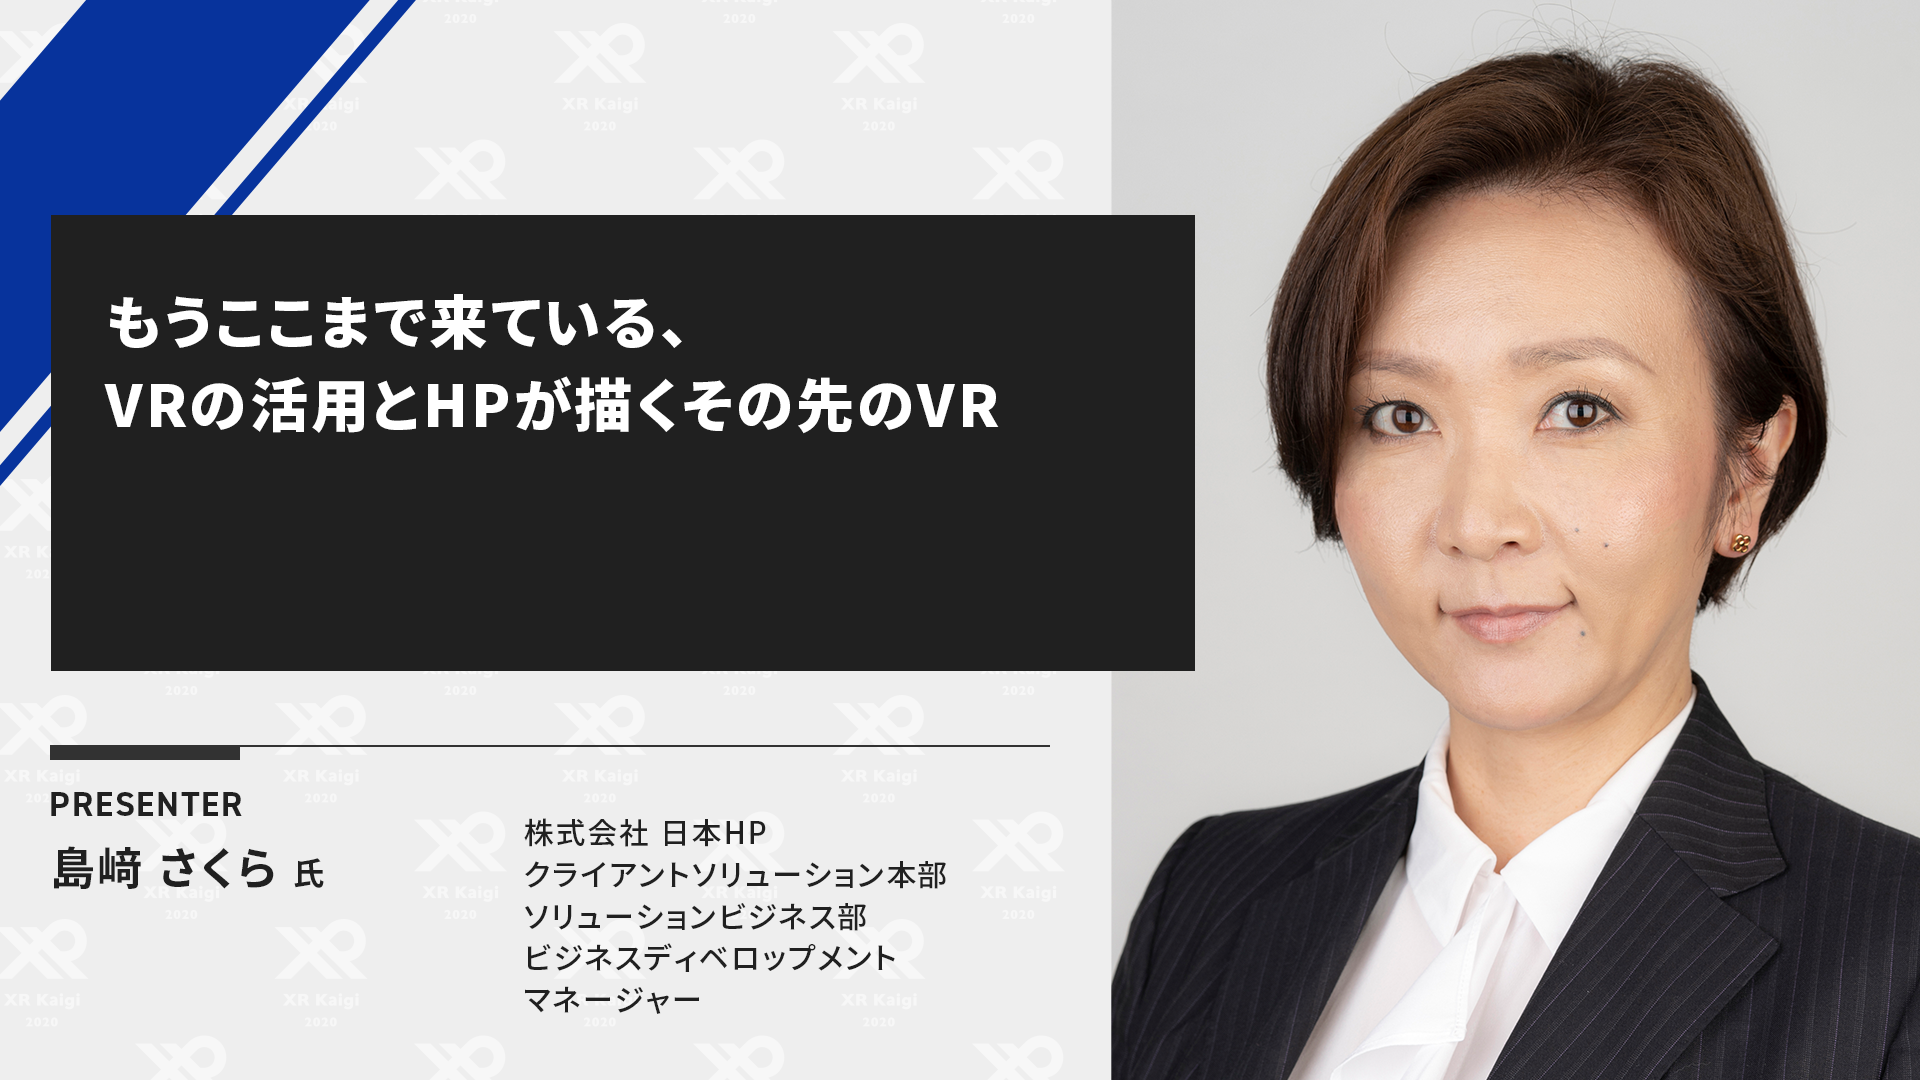 もうここまで来ている、
VRの活用とHPが描くその先のVR
PRESENTER
島﨑 さくら 氏
株式会社 日本HP
クライアントソリューション本部
ソリューションビジネス部
ビジネスディベロップメント
マネージャー
XR Kaigi
2020